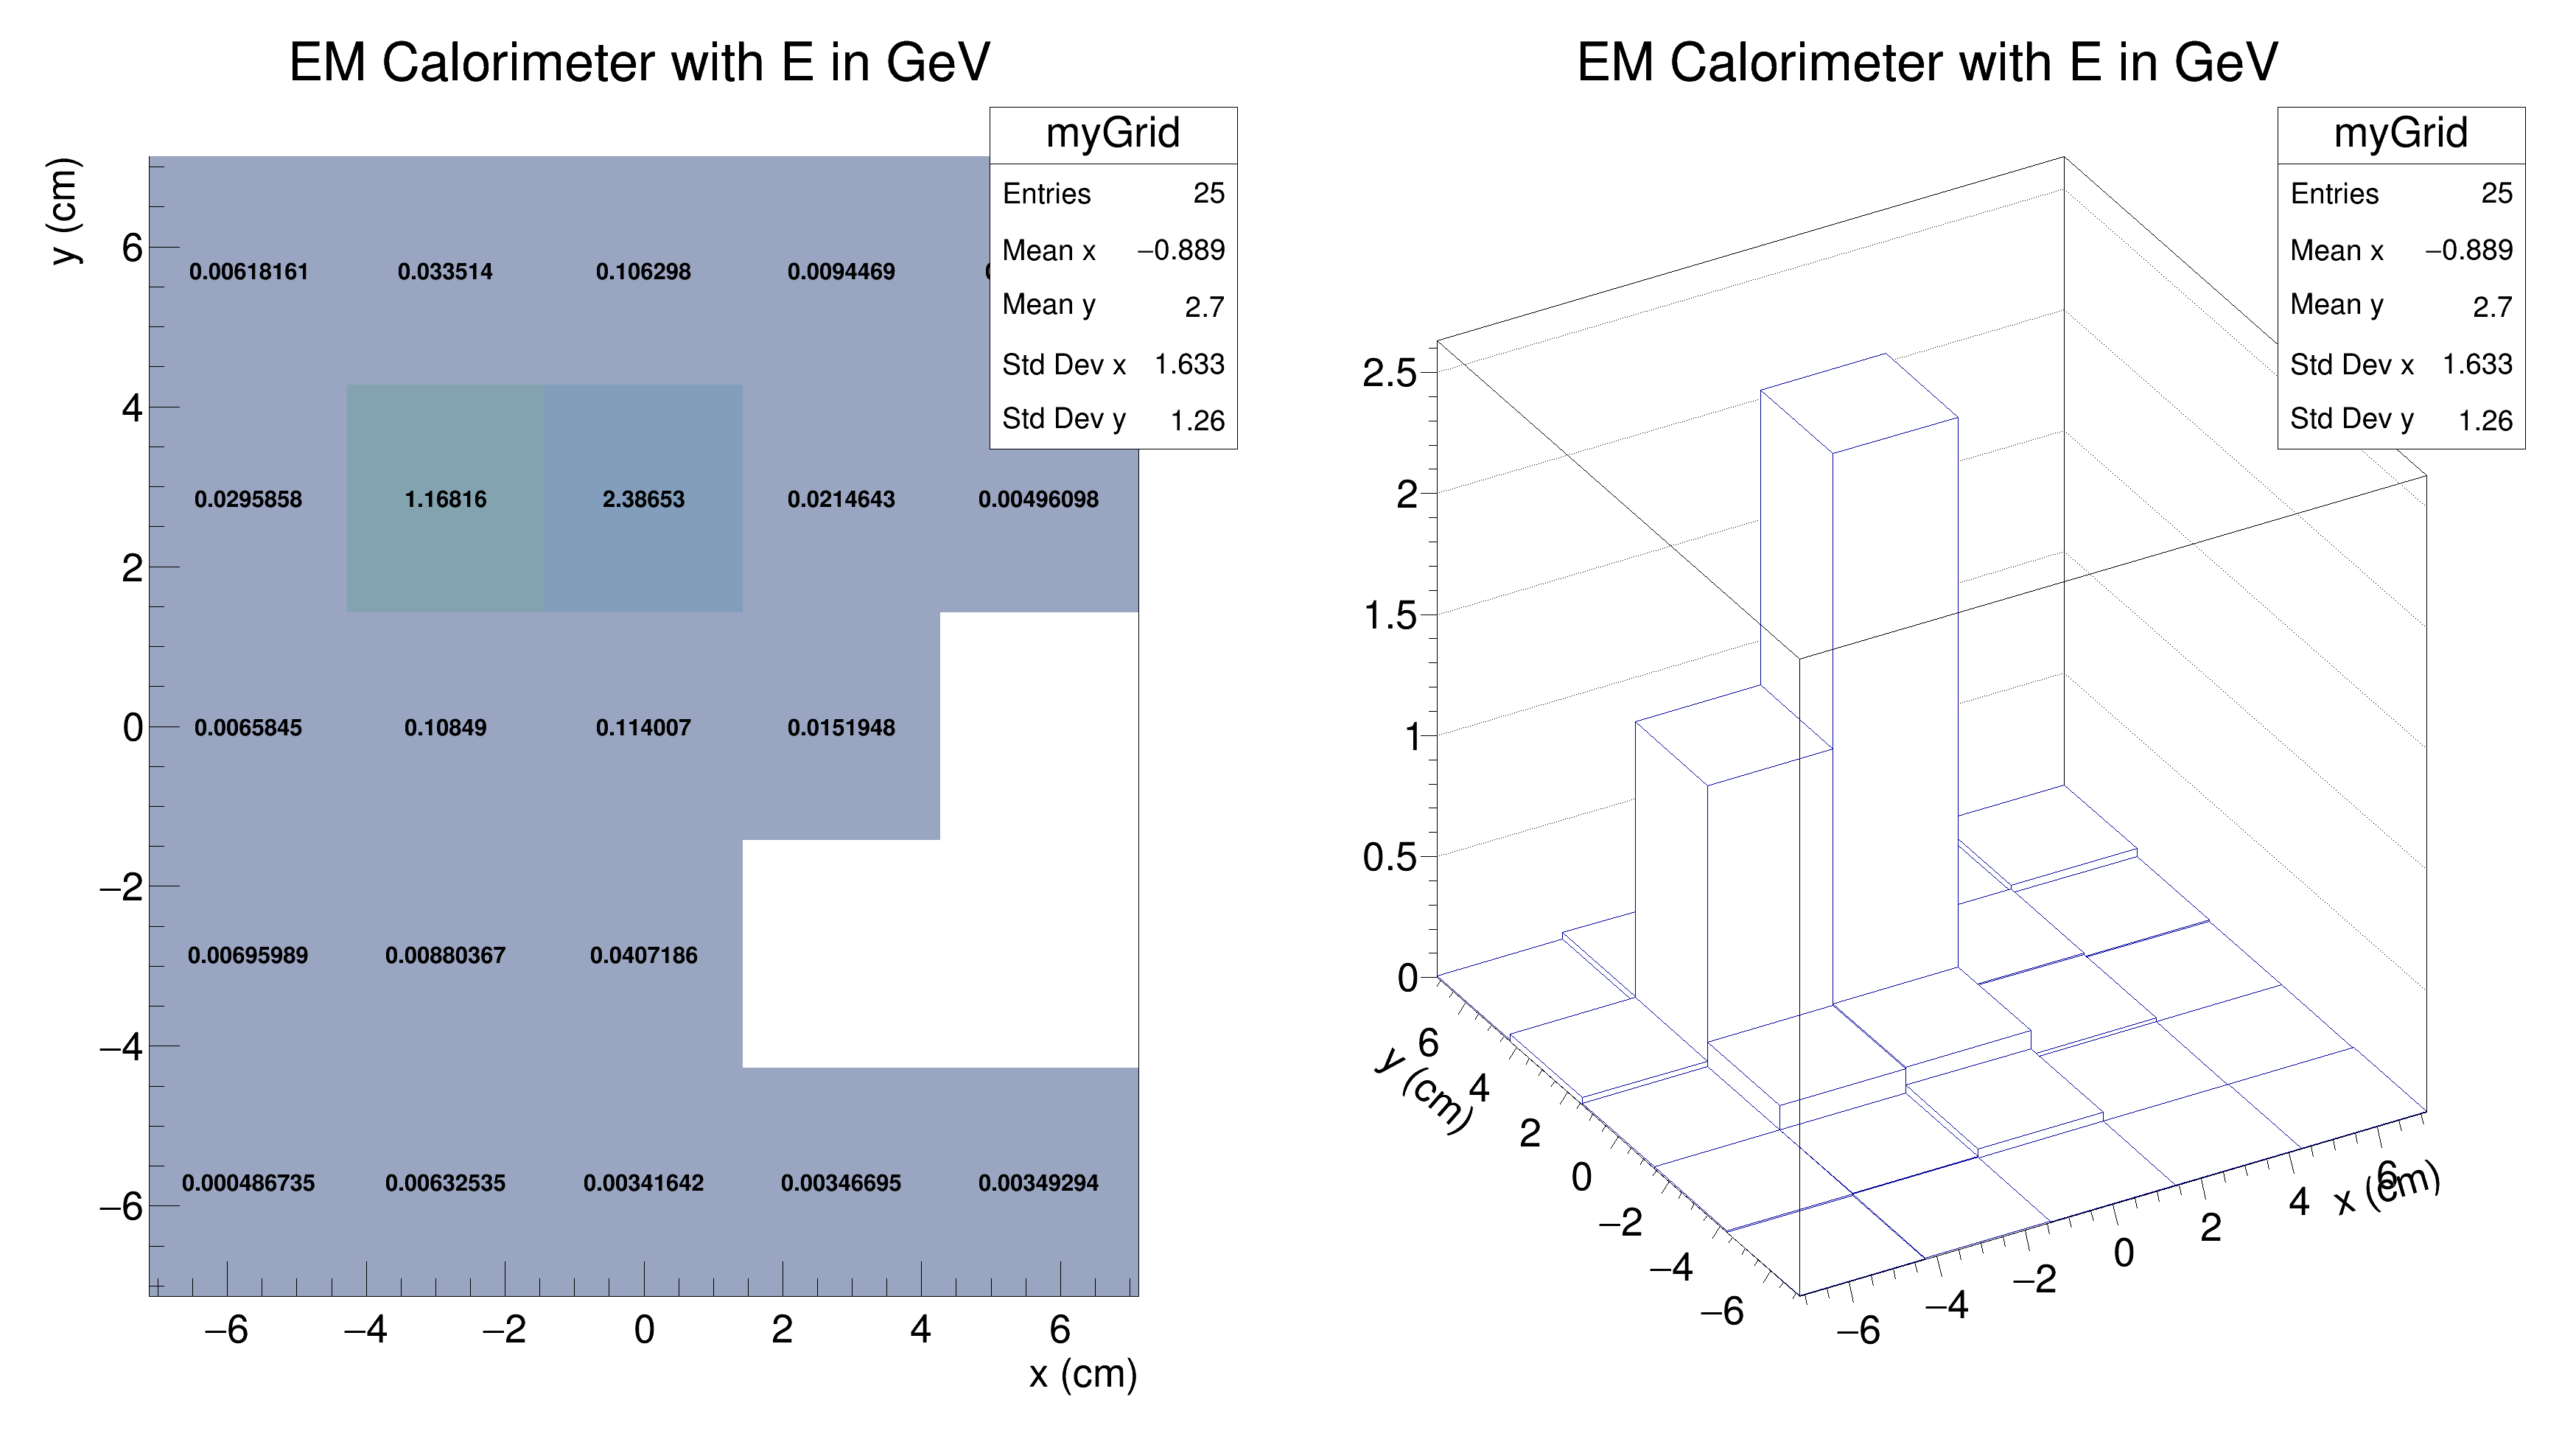 EM Calorimeter with E in GeV
myGrid
Entries 25
Mean x −0.889
Mean y 2.7
Std Dev x 1.633
Std Dev y 1.26
y (cm)
6
4
2
0
−2
−4
−6
0.00618161 0.033514 0.106298 0.0094469
0.0295858 1.16816 2.38653 0.0214643 0.00496098
0.0065845 0.10849 0.114007 0.0151948
0.00695989 0.00880367 0.0407186
0.000486735 0.00632535 0.00341642 0.00346695 0.00349294
−6 −4 −2 0 2 4 6
x (cm)
EM Calorimeter with E in GeV
myGrid
Entries 25
Mean x −0.889
Mean y 2.7
Std Dev x 1.633
Std Dev y 1.26
2.5
2
1.5
1
0.5
0
y (cm)
6
4
2
0
−2
−4
−6
−6 −4 −2 0 2 4 6
x (cm)